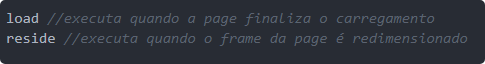 load //executa quando a page finaliza o carregamento
reside //executa quando o frame da page é redimensionado